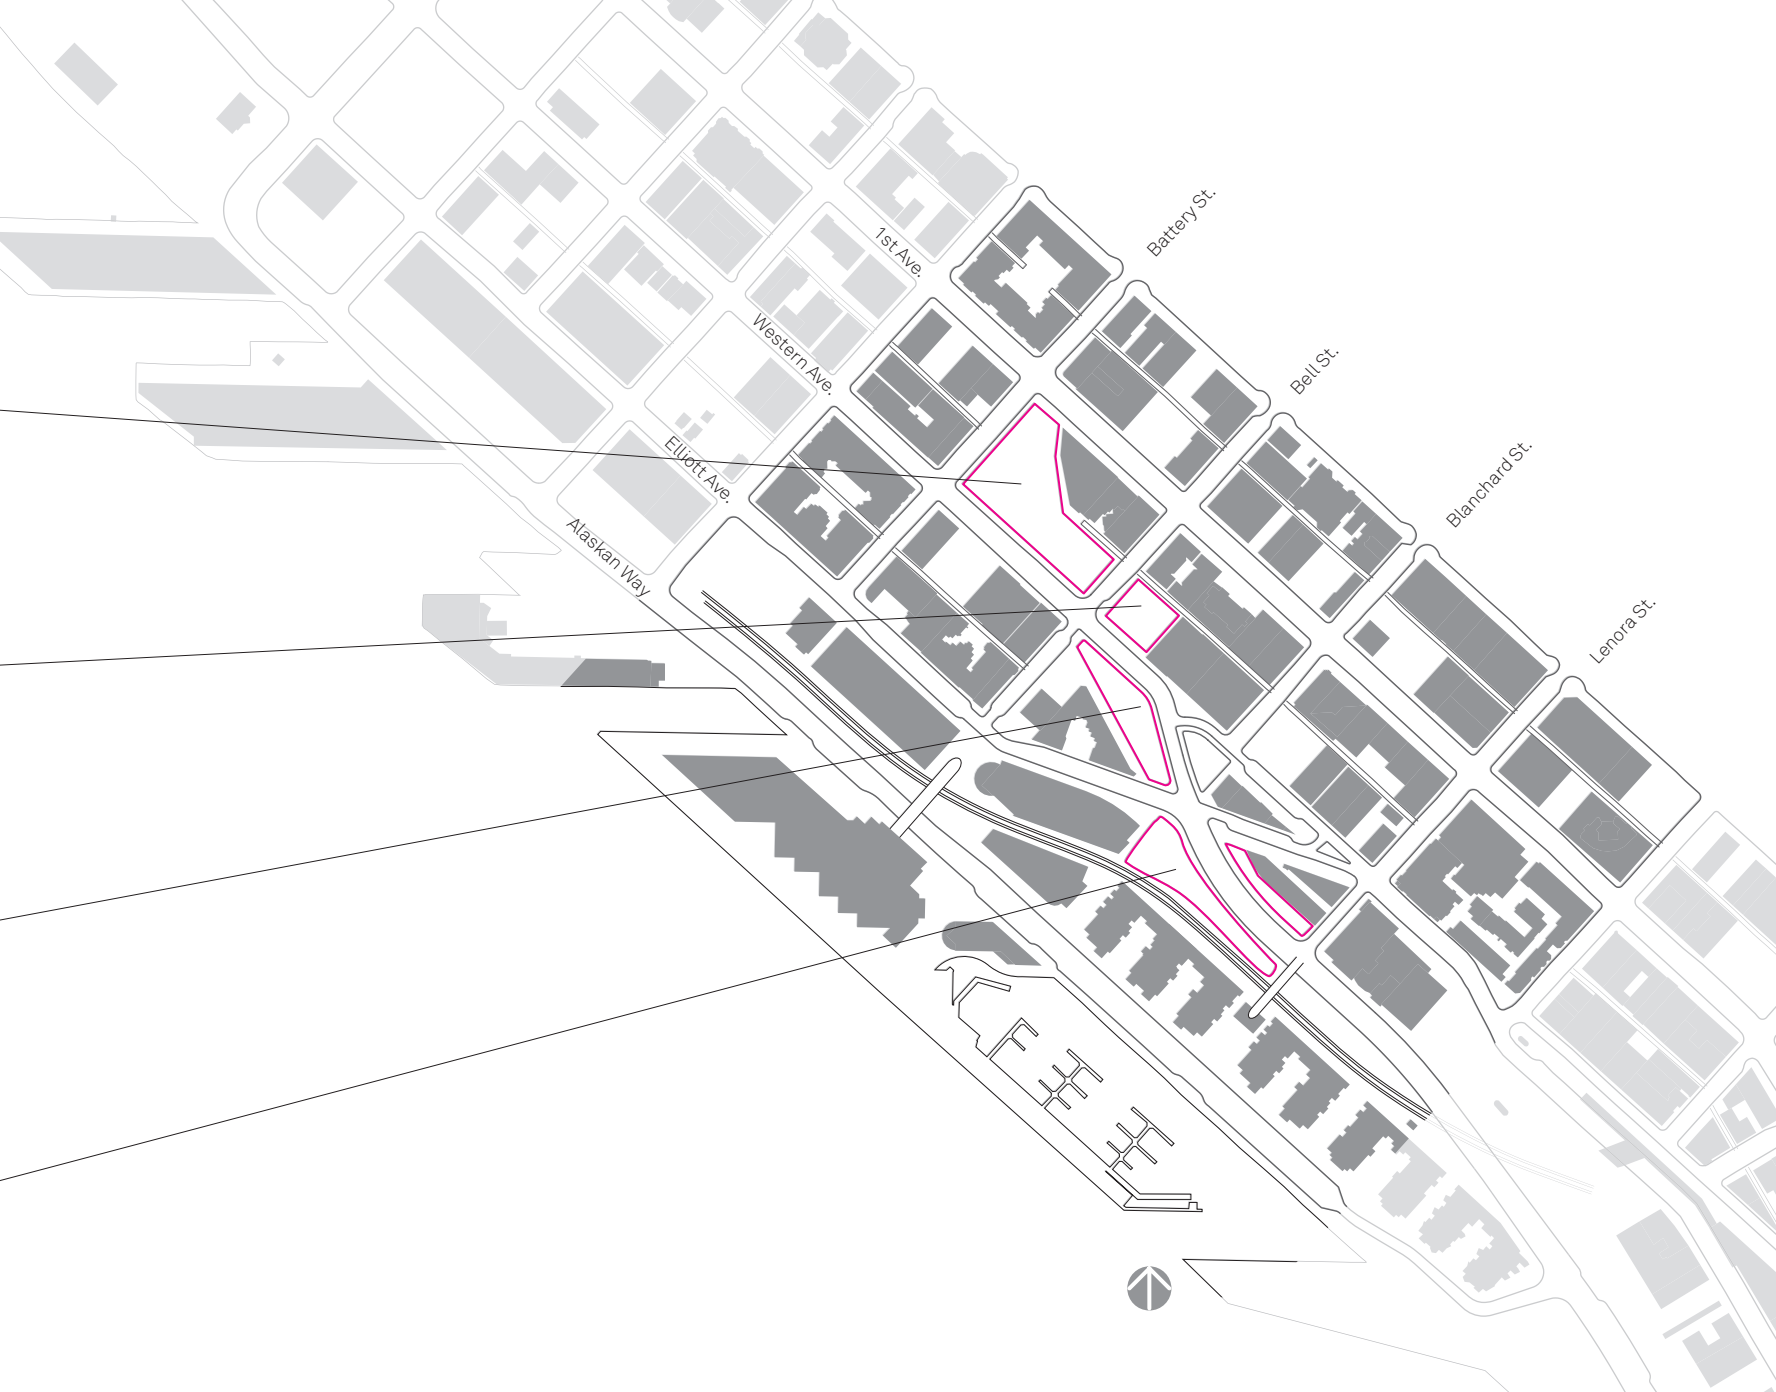 Battery St.
1st Ave.
Bell St.
Western Ave.
Blanchard St.
Elliott Ave.
Alaskan Way
Lenora St.